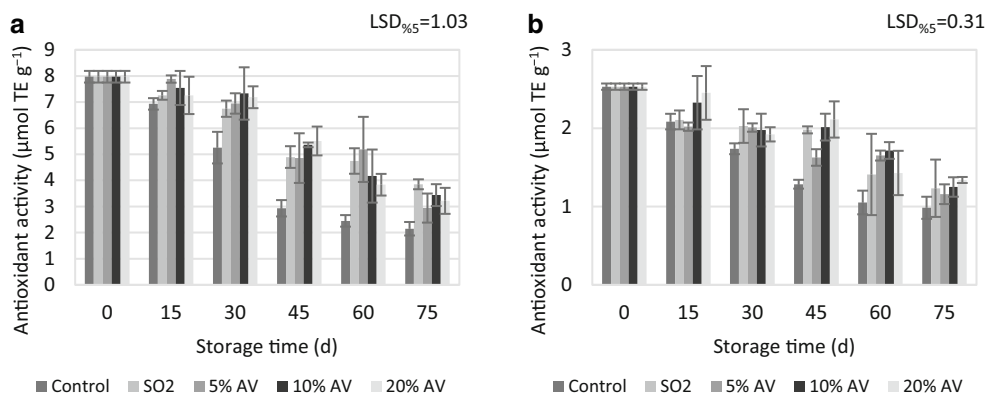 a
LSD%5=1.03
Antioxidant activity (μmol TE g⁻¹)
9
8
7
6
5
4
3
2
1
0
0 15 30 45 60 75
Storage time (d)
Control SO2 5% AV 10% AV 20% AV
b
LSD%5=0.31
Antioxidant activity (μmol TE g⁻¹)
3
2
1
0
0 15 30 45 60 75
Storage time (d)
Control SO2 5% AV 10% AV 20% AV